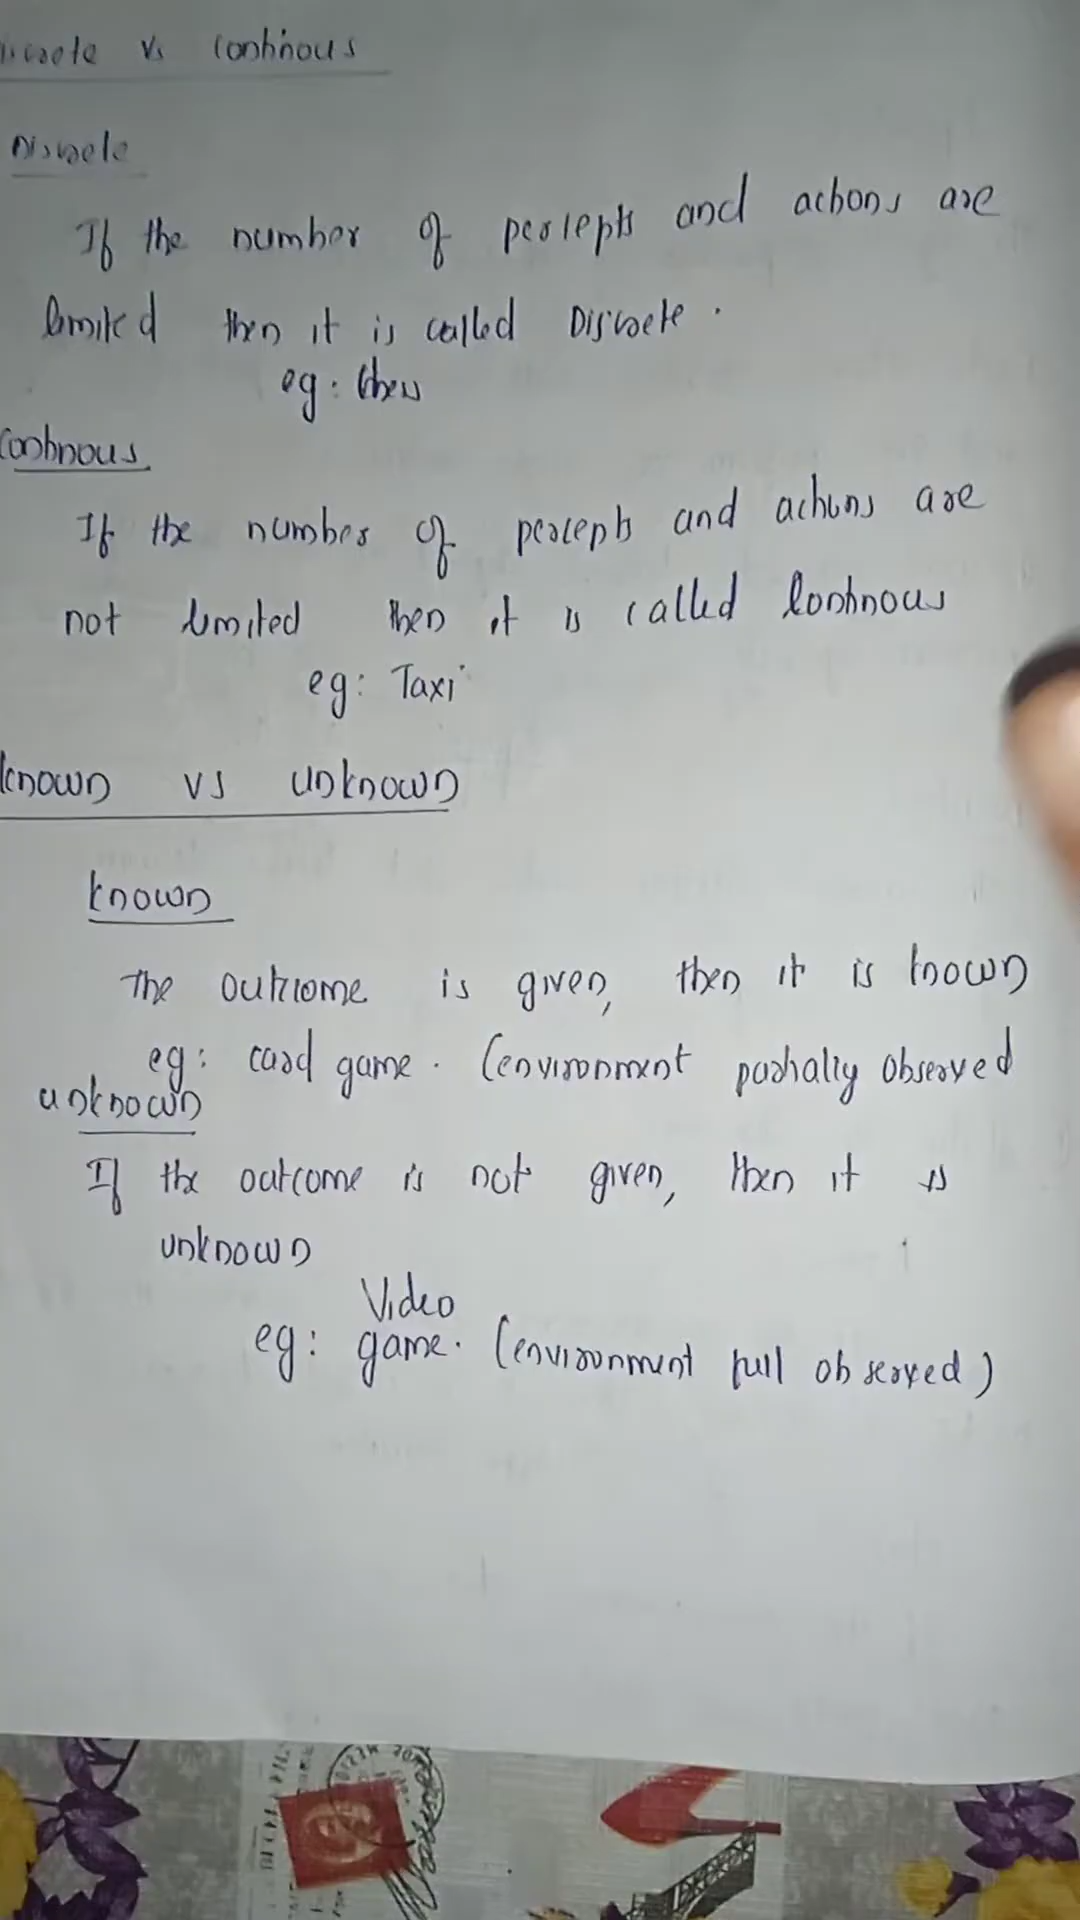 Discrete vs Continous
Discrete
If the number of percepts and actions are
limited then it is called Discrete.
eg: Chess
Continous
If the number of percepts and actions are
not limited then it is called Continous
eg: Taxi
known vs unknown
known
The outcome is given, then it is known
eg: card game. (environment partially observed
unknown
If the outcome is not given, then it is
unknown
Video
eg: game. (environment full observed)